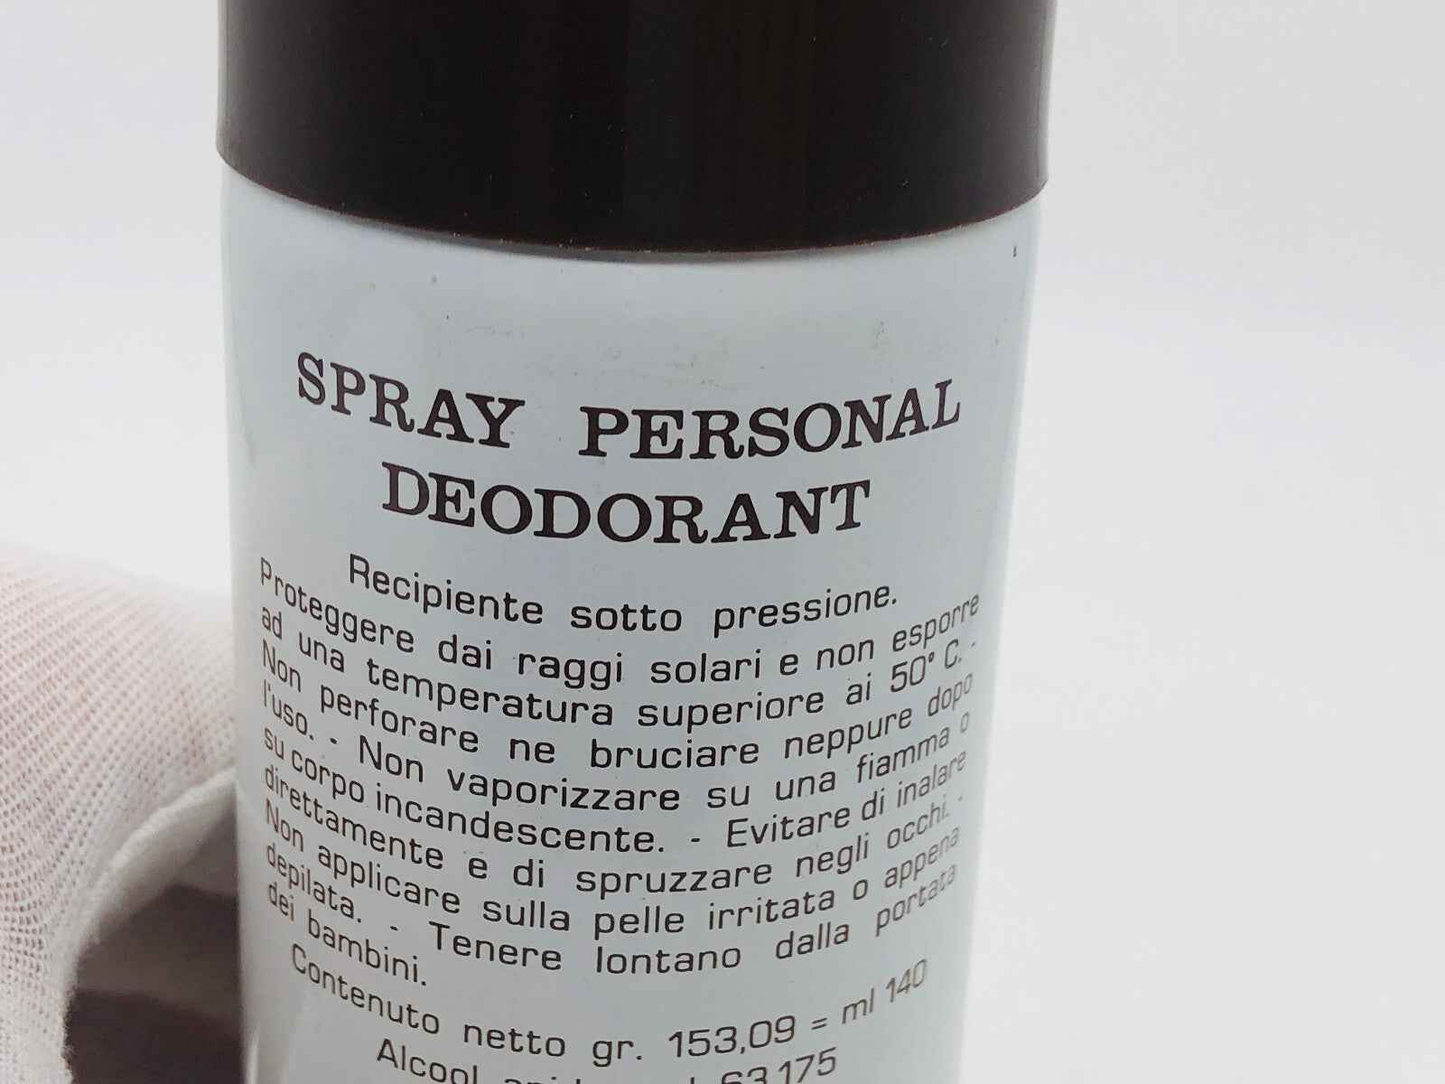 SPRAY PERSONAL
DEODORANT
Recipiente sotto pressione.
Proteggere dai raggi solari e non esporre
ad una temperatura superiore ai 50° C. -
Non perforare ne bruciare neppure dopo
l'uso. - Non vaporizzare su una fiamma o
su corpo incandescente. - Evitare di inalare
direttamente e di spruzzare negli occhi. -
Non applicare sulla pelle irritata o appena
depilata. - Tenere lontano dalla portata
dei bambini.
Contenuto netto gr. 153,09 = ml 140
Alcool